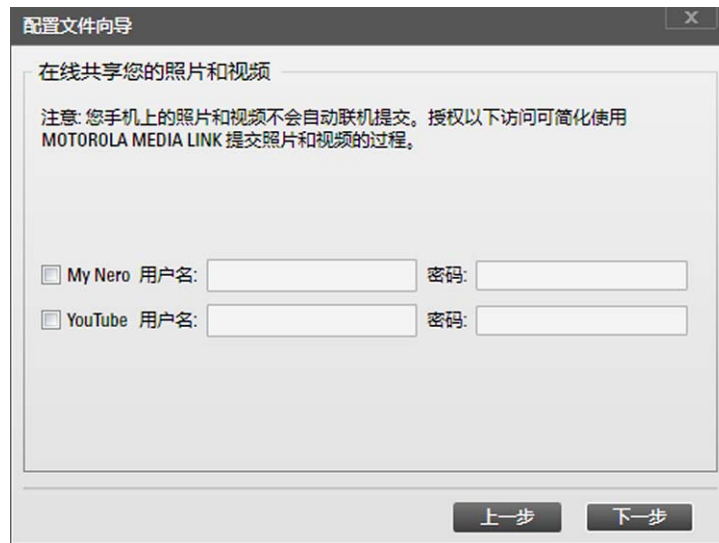 配置文件向导
X
在线共享您的照片和视频
注意: 您手机上的照片和视频不会自动联机提交。授权以下访问可简化使用
MOTOROLA MEDIA LINK 提交照片和视频的过程。
My Nero 用户名: 密码:
YouTube 用户名: 密码:
上一步 下一步